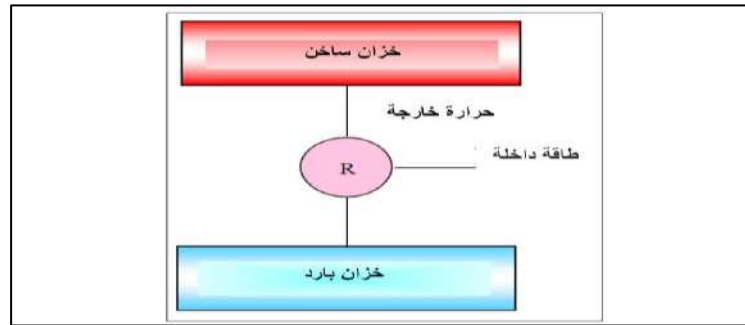 خزان ساخن
حرارة خارجة
طاقة داخلة
R
خزان بارد